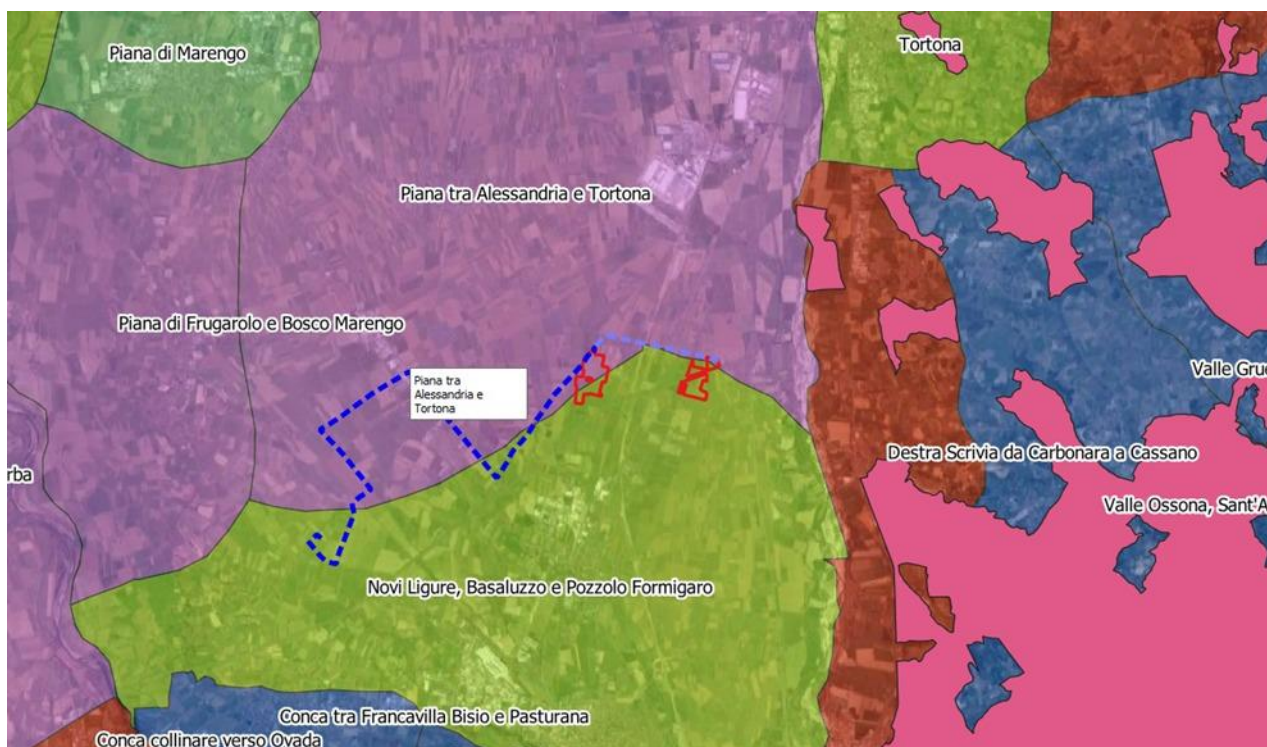 Piana di Marengo
Tortona
Piana tra Alessandria e Tortona
Piana di Frugarolo e Bosco Marengo
Valle Grue
Piana tra
Alessandria e
Tortona
Destra Scrivia da Carbonara a Cassano
rba
Valle Ossona, Sant'A
Novi Ligure, Basaluzzo e Pozzolo Formigaro
Conca tra Francavilla Bisio e Pasturana
Conca collinare verso Ovada